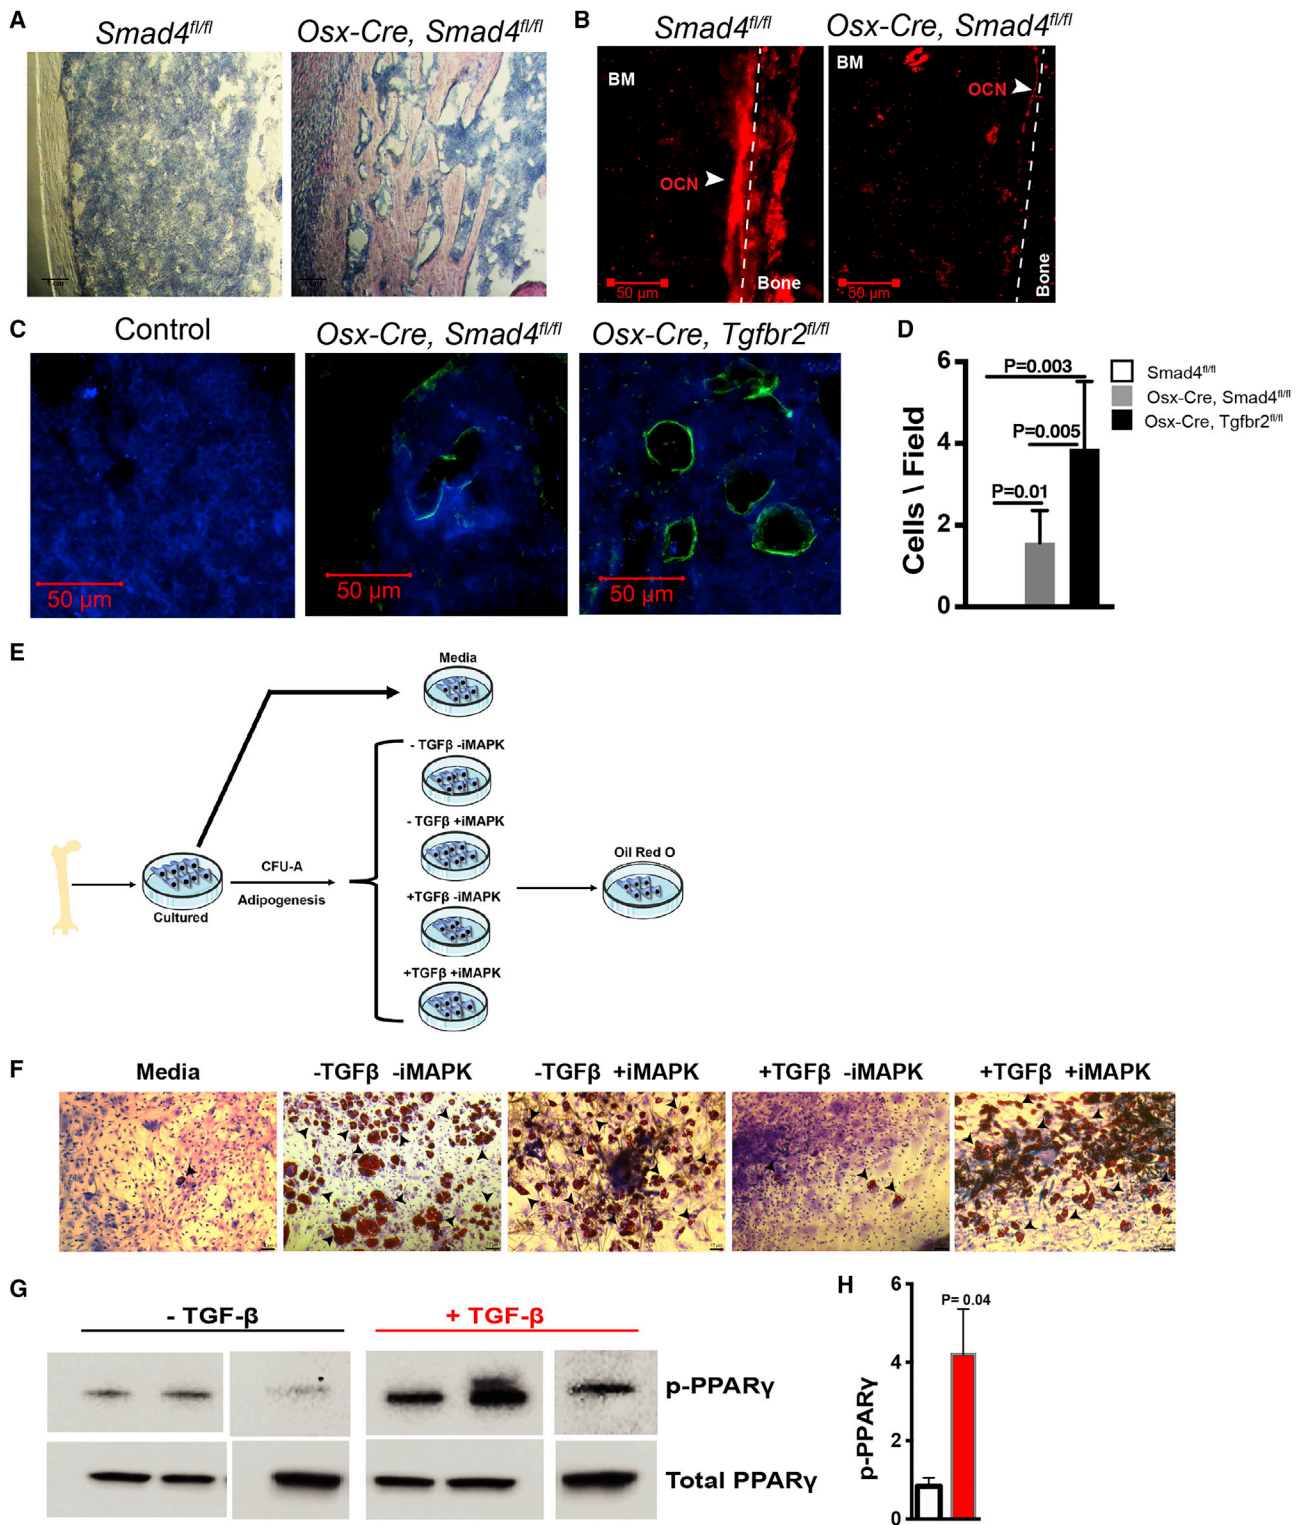 A
Smad4fl/fl
Osx-Cre, Smad4fl/fl
B
Smad4fl/fl
Osx-Cre, Smad4fl/fl
BM
OCN
Bone
50 µm
BM
OCN
Bone
50 µm
C
Control
Osx-Cre, Smad4fl/fl
Osx-Cre, Tgfbr2fl/fl
50 µm
50 µm
50 µm
D
Cells \ Field
6
4
2
0
P=0.003
P=0.005
P=0.01
Smad4fl/fl
Osx-Cre, Smad4fl/fl
Osx-Cre, Tgfbr2fl/fl
E
Media
- TGFβ -iMAPK
- TGFβ +iMAPK
+TGFβ -iMAPK
+TGFβ +iMAPK
Cultured
CFU-A
Adipogenesis
Oil Red O
F
Media
-TGFβ -iMAPK
-TGFβ +iMAPK
+TGFβ -iMAPK
+TGFβ +iMAPK
G
- TGF-β
+ TGF-β
p-PPARγ
Total PPARγ
H
p-PPARγ
6
4
2
0
P= 0.04